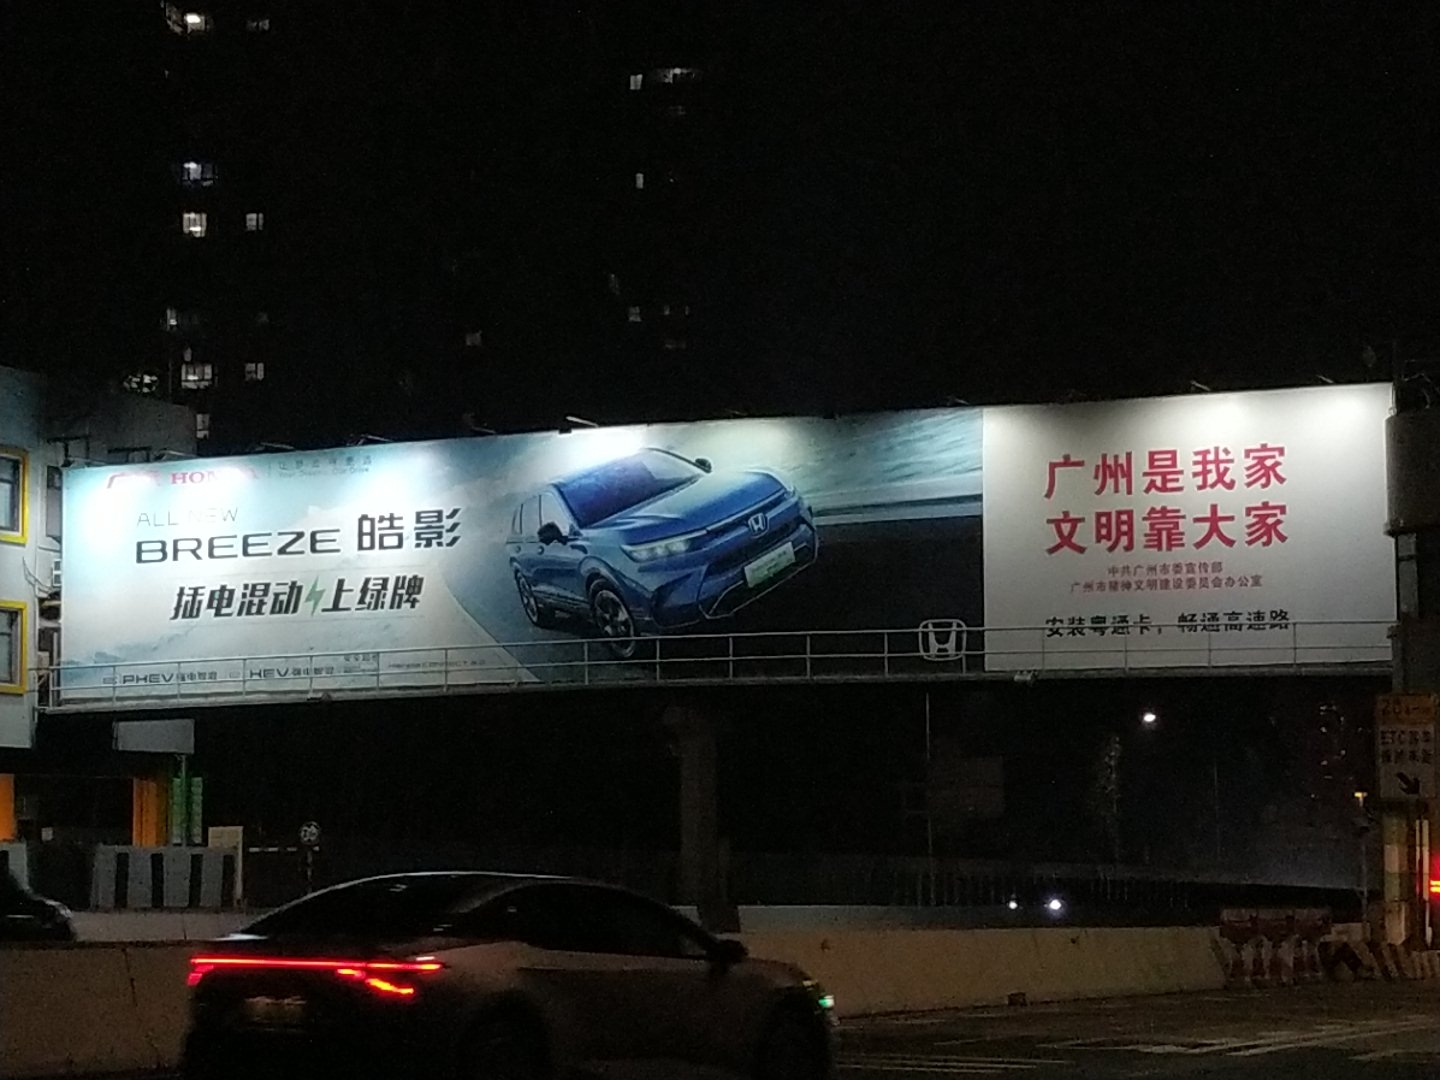 HONDA
ALL NEW
BREEZE 皓影
插电混动 上绿牌
PHEV
HEV
广州是我家
文明靠大家
中共广州市委宣传部
广州市精神文明建设委员会办公室
安装粤通卡，畅通高速路
ETC